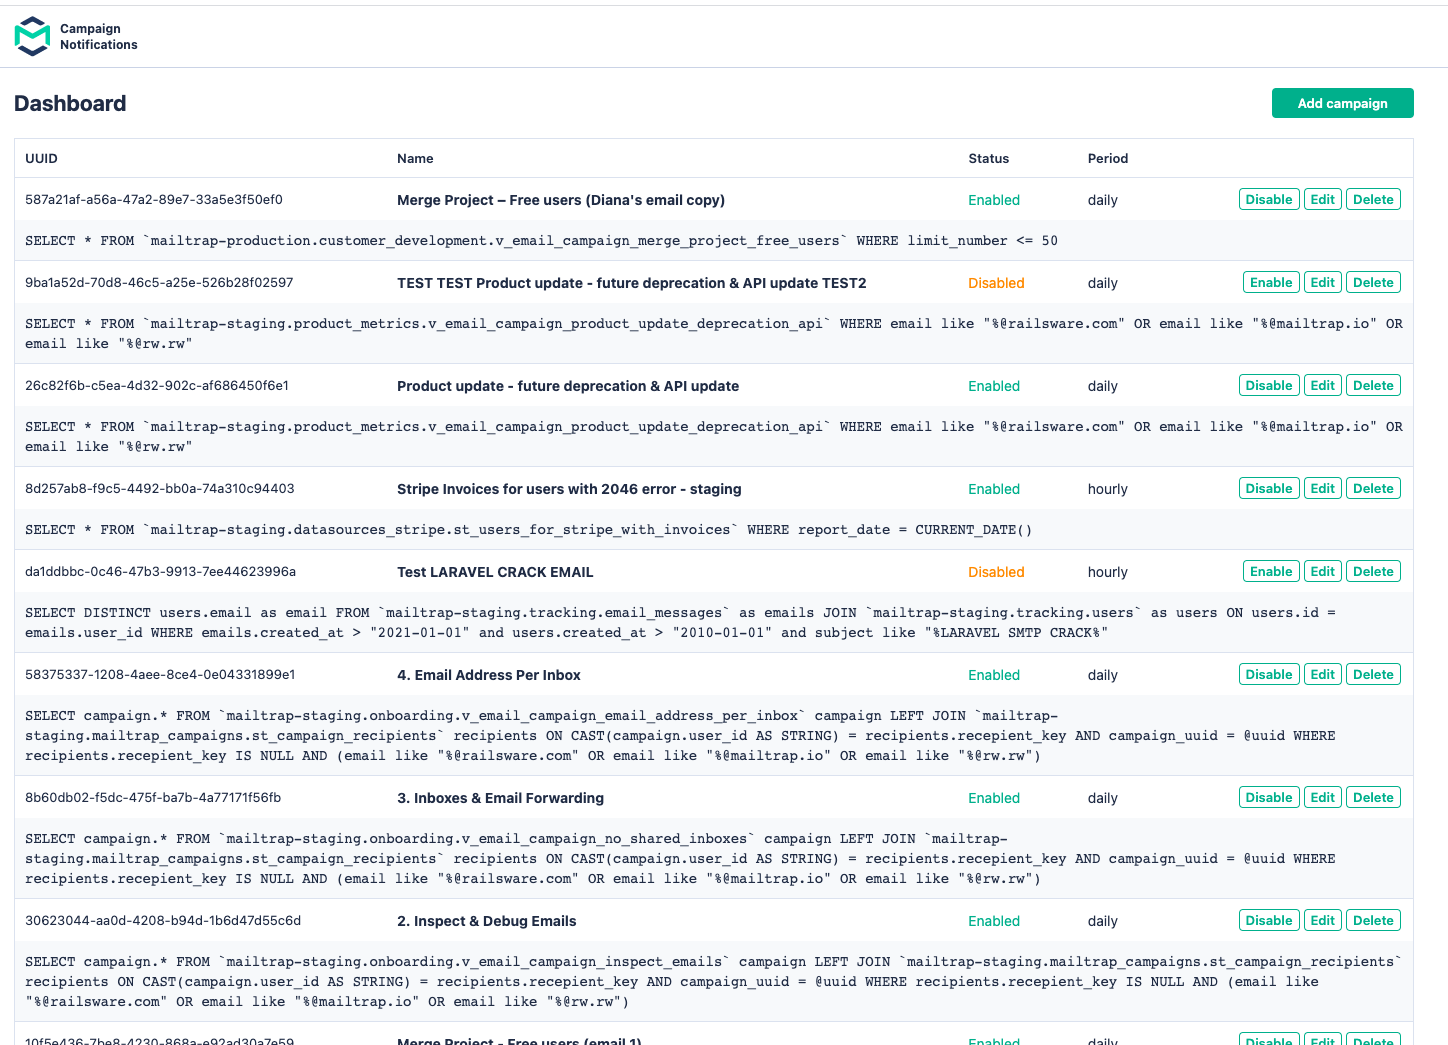 Campaign
Notifications
Dashboard
Add campaign
UUID Name Status Period
587a21af-a56a-47a2-89e7-33a5e3f50ef0 Merge Project – Free users (Diana's email copy) Enabled daily Disable Edit Delete
SELECT * FROM `mailtrap-production.customer_development.v_email_campaign_merge_project_free_users` WHERE limit_number <= 50
9ba1a52d-70d8-46c5-a25e-526b28f02597 TEST TEST Product update - future deprecation & API update TEST2 Disabled daily Enable Edit Delete
SELECT * FROM `mailtrap-staging.product_metrics.v_email_campaign_product_update_deprecation_api` WHERE email like "%@railsware.com" OR email like "%@mailtrap.io" OR
email like "%@rw.rw"
26c82f6b-c5ea-4d32-902c-af686450f6e1 Product update - future deprecation & API update Enabled daily Disable Edit Delete
SELECT * FROM `mailtrap-staging.product_metrics.v_email_campaign_product_update_deprecation_api` WHERE email like "%@railsware.com" OR email like "%@mailtrap.io" OR
email like "%@rw.rw"
8d257ab8-f9c5-4492-bb0a-74a310c94403 Stripe Invoices for users with 2046 error - staging Enabled hourly Disable Edit Delete
SELECT * FROM `mailtrap-staging.datasources_stripe.st_users_for_stripe_with_invoices` WHERE report_date = CURRENT_DATE()
da1ddbbc-0c46-47b3-9913-7ee44623996a Test LARAVEL CRACK EMAIL Disabled hourly Enable Edit Delete
SELECT DISTINCT users.email as email FROM `mailtrap-staging.tracking.email_messages` as emails JOIN `mailtrap-staging.tracking.users` as users ON users.id =
emails.user_id WHERE emails.created_at > "2021-01-01" and users.created_at > "2010-01-01" and subject like "%LARAVEL SMTP CRACK%"
58375337-1208-4aee-8ce4-0e04331899e1 4. Email Address Per Inbox Enabled daily Disable Edit Delete
SELECT campaign.* FROM `mailtrap-staging.onboarding.v_email_campaign_email_address_per_inbox` campaign LEFT JOIN `mailtrap-
staging.mailtrap_campaigns.st_campaign_recipients` recipients ON CAST(campaign.user_id AS STRING) = recipients.recepient_key AND campaign_uuid = @uuid WHERE
recipients.recepient_key IS NULL AND (email like "%@railsware.com" OR email like "%@mailtrap.io" OR email like "%@rw.rw")
8b60db02-f5dc-475f-ba7b-4a77171f56fb 3. Inboxes & Email Forwarding Enabled daily Disable Edit Delete
SELECT campaign.* FROM `mailtrap-staging.onboarding.v_email_campaign_no_shared_inboxes` campaign LEFT JOIN `mailtrap-
staging.mailtrap_campaigns.st_campaign_recipients` recipients ON CAST(campaign.user_id AS STRING) = recipients.recepient_key AND campaign_uuid = @uuid WHERE
recipients.recepient_key IS NULL AND (email like "%@railsware.com" OR email like "%@mailtrap.io" OR email like "%@rw.rw")
30623044-aa0d-4208-b94d-1b6d47d55c6d 2. Inspect & Debug Emails Enabled daily Disable Edit Delete
SELECT campaign.* FROM `mailtrap-staging.onboarding.v_email_campaign_inspect_emails` campaign LEFT JOIN `mailtrap-staging.mailtrap_campaigns.st_campaign_recipients`
recipients ON CAST(campaign.user_id AS STRING) = recipients.recepient_key AND campaign_uuid = @uuid WHERE recipients.recepient_key IS NULL AND (email like
"%@railsware.com" OR email like "%@mailtrap.io" OR email like "%@rw.rw")
10f5e436-7be8-4230-868a-e92ad30a7e59 Merge Project - Free users (email 1) Enabled daily Disable Edit Delete